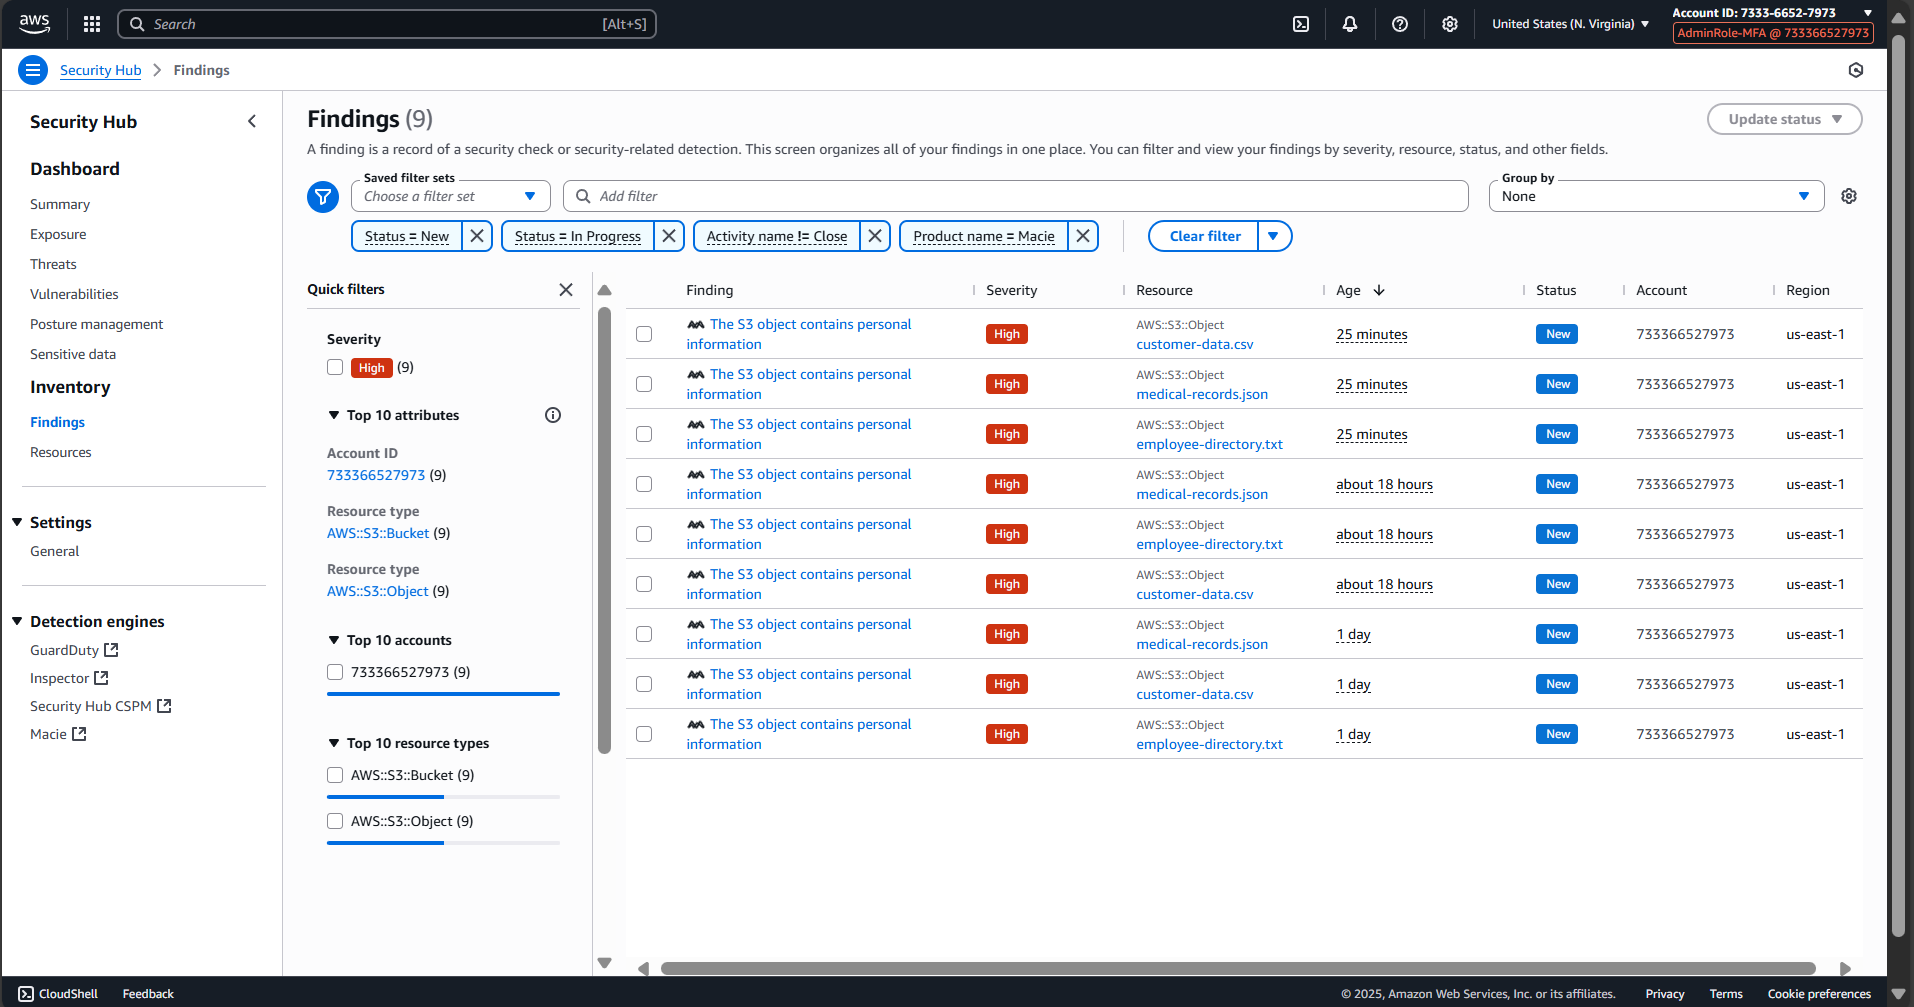 aws
Search [Alt+S]
United States (N. Virginia)
Account ID: 7333-6652-7973
AdminRole-MFA @ 733366527973
Security Hub > Findings
Security Hub
Dashboard
Summary
Exposure
Threats
Vulnerabilities
Posture management
Sensitive data
Inventory
Findings
Resources
Settings
General
Detection engines
GuardDuty
Inspector
Security Hub CSPM
Macie
Findings (9)
Update status
A finding is a record of a security check or security-related detection. This screen organizes all of your findings in one place. You can filter and view your findings by severity, resource, status, and other fields.
Saved filter sets
Choose a filter set
Add filter
Group by
None
Status = New
Status = In Progress
Activity name != Close
Product name = Macie
Clear filter
Quick filters
Severity
High (9)
Top 10 attributes
Account ID
733366527973 (9)
Resource type
AWS::S3::Bucket (9)
Resource type
AWS::S3::Object (9)
Top 10 accounts
733366527973 (9)
Top 10 resource types
AWS::S3::Bucket (9)
AWS::S3::Object (9)
Finding Severity Resource Age Status Account Region
The S3 object contains personal information High AWS::S3::Object customer-data.csv 25 minutes New 733366527973 us-east-1
The S3 object contains personal information High AWS::S3::Object medical-records.json 25 minutes New 733366527973 us-east-1
The S3 object contains personal information High AWS::S3::Object employee-directory.txt 25 minutes New 733366527973 us-east-1
The S3 object contains personal information High AWS::S3::Object medical-records.json about 18 hours New 733366527973 us-east-1
The S3 object contains personal information High AWS::S3::Object employee-directory.txt about 18 hours New 733366527973 us-east-1
The S3 object contains personal information High AWS::S3::Object customer-data.csv about 18 hours New 733366527973 us-east-1
The S3 object contains personal information High AWS::S3::Object medical-records.json 1 day New 733366527973 us-east-1
The S3 object contains personal information High AWS::S3::Object customer-data.csv 1 day New 733366527973 us-east-1
The S3 object contains personal information High AWS::S3::Object employee-directory.txt 1 day New 733366527973 us-east-1
CloudShell Feedback
© 2025, Amazon Web Services, Inc. or its affiliates. Privacy Terms Cookie preferences